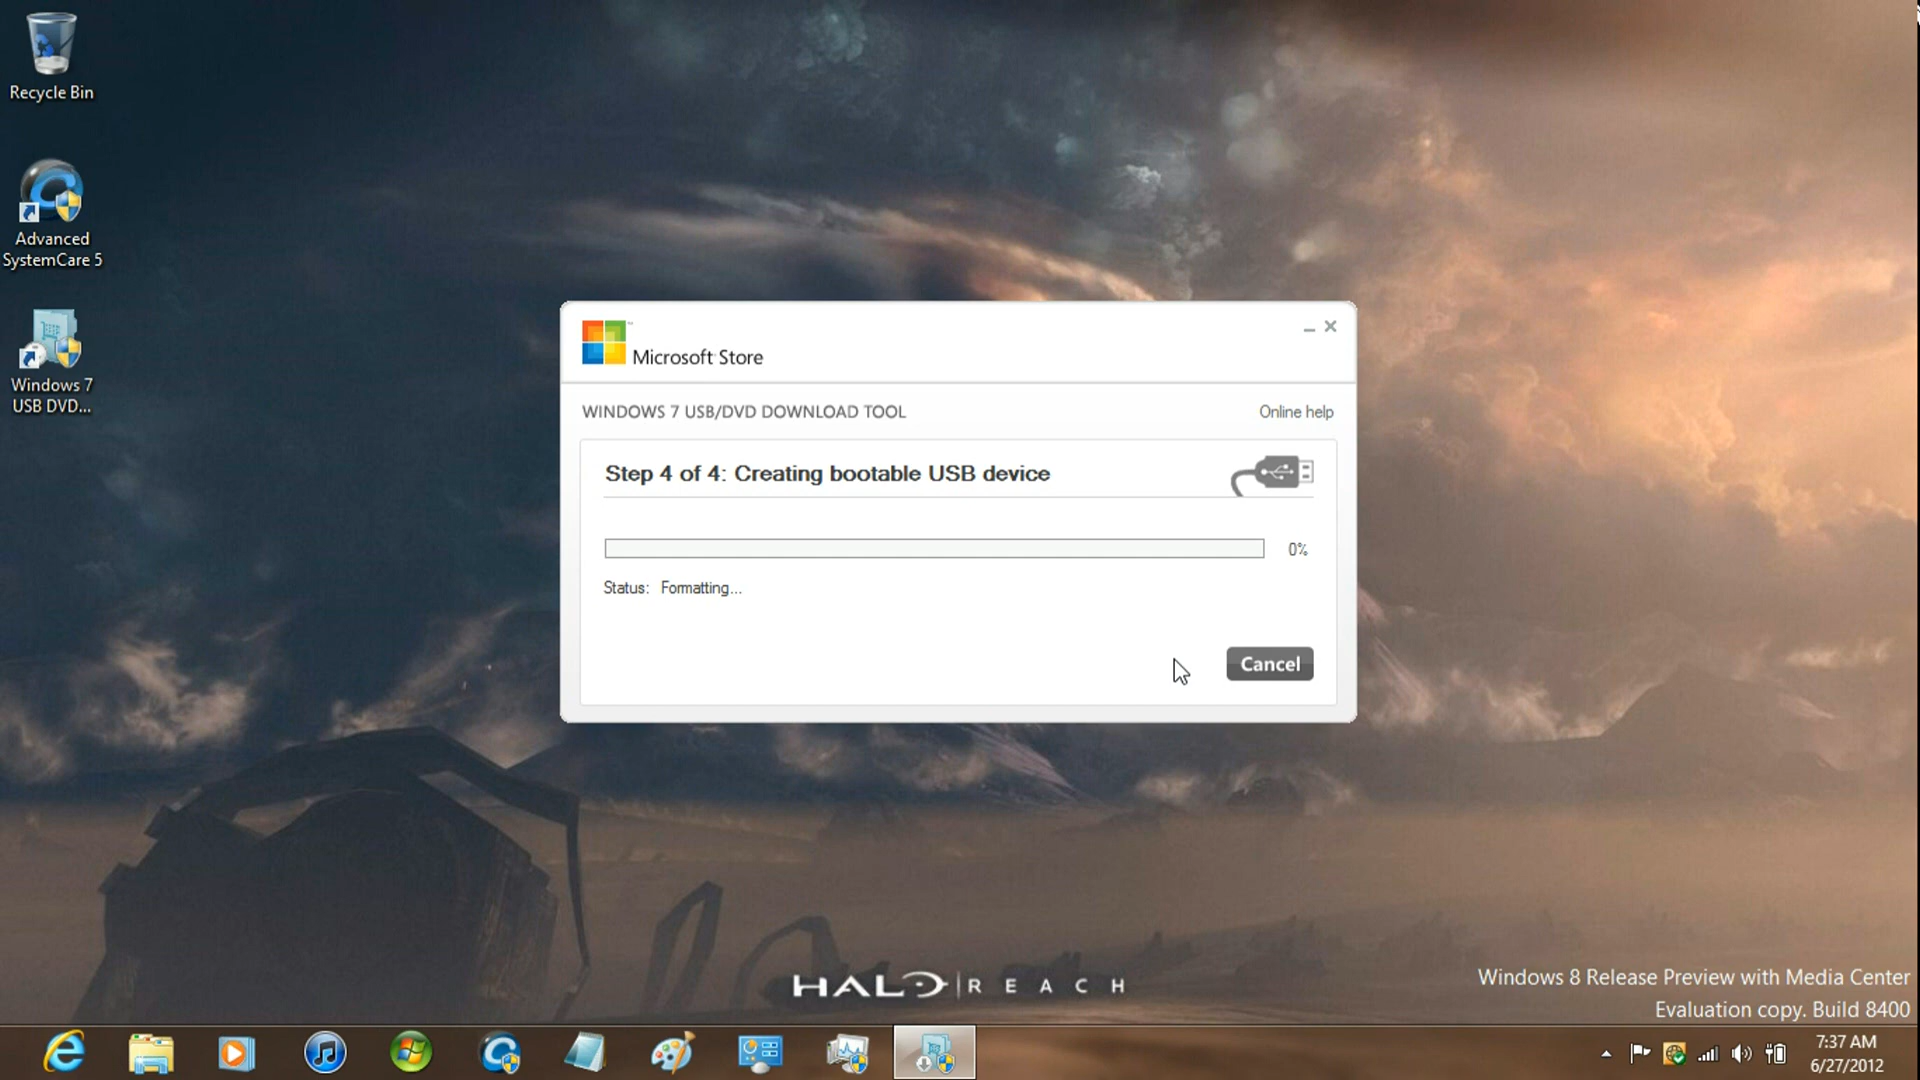 Recycle Bin
Advanced
SystemCare 5
Windows 7
USB DVD...
Microsoft Store
WINDOWS 7 USB/DVD DOWNLOAD TOOL
Online help
Step 4 of 4: Creating bootable USB device
0%
Status: Formatting...
Cancel
HALO REACH
Windows 8 Release Preview with Media Center
Evaluation copy. Build 8400
7:37 AM
6/27/2012